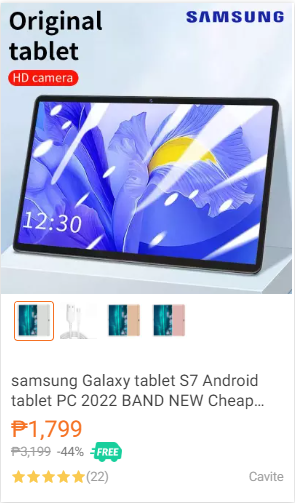 Original
tablet
SAMSUNG
HD camera
12:30
samsung Galaxy tablet S7 Android
tablet PC 2022 BAND NEW Cheap...
₱1,799
₱3,199 -44% FREE
(22)
Cavite